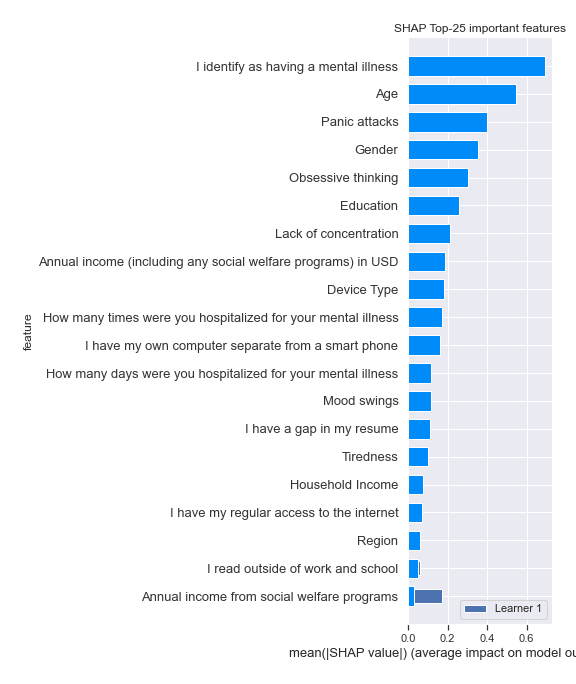 SHAP Top-25 important features
I identify as having a mental illness
Age
Panic attacks
Gender
Obsessive thinking
Education
Lack of concentration
Annual income (including any social welfare programs) in USD
Device Type
How many times were you hospitalized for your mental illness
I have my own computer separate from a smart phone
How many days were you hospitalized for your mental illness
Mood swings
I have a gap in my resume
Tiredness
Household Income
I have my regular access to the internet
Region
I read outside of work and school
Annual income from social welfare programs
feature
Learner 1
0.0 0.2 0.4 0.6
mean(|SHAP value|) (average impact on model ou